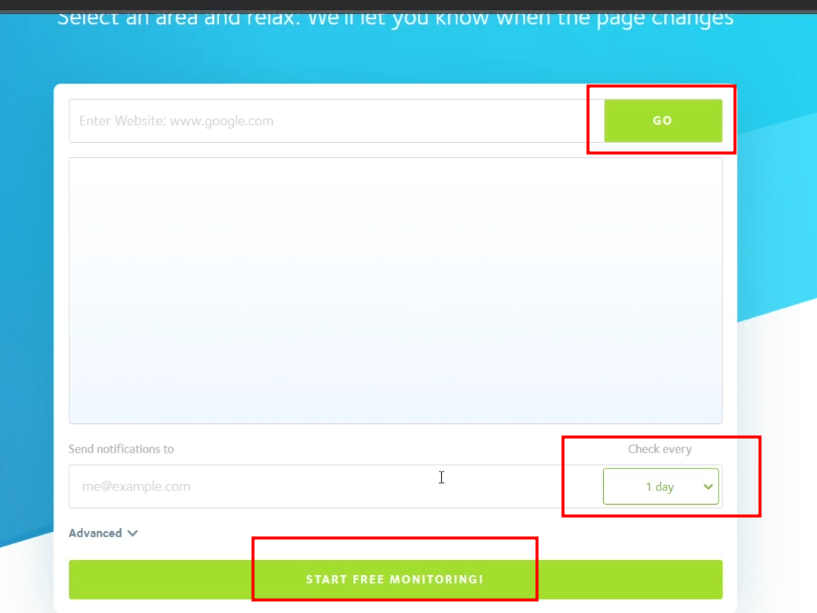 Select an area and relax: We'll let you know when the page changes
Enter Website: www.google.com
GO
Send notifications to
Check every
me@example.com
1 day
Advanced
START FREE MONITORING!